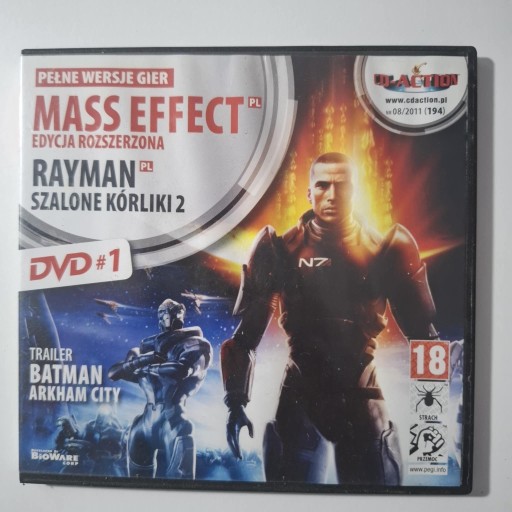 PEŁNE WERSJE GIER
MASS EFFECT PL
EDYCJA ROZSZERZONA
RAYMAN PL
SZALONE KÓRLIKI 2
DVD #1
CD-ACTION
www.cdaction.pl
08/2011 (194)
N7
TRAILER
BATMAN
ARKHAM CITY
BIOWARE
CORP
18
STRACH
PRZEMOC
www.pegi.info